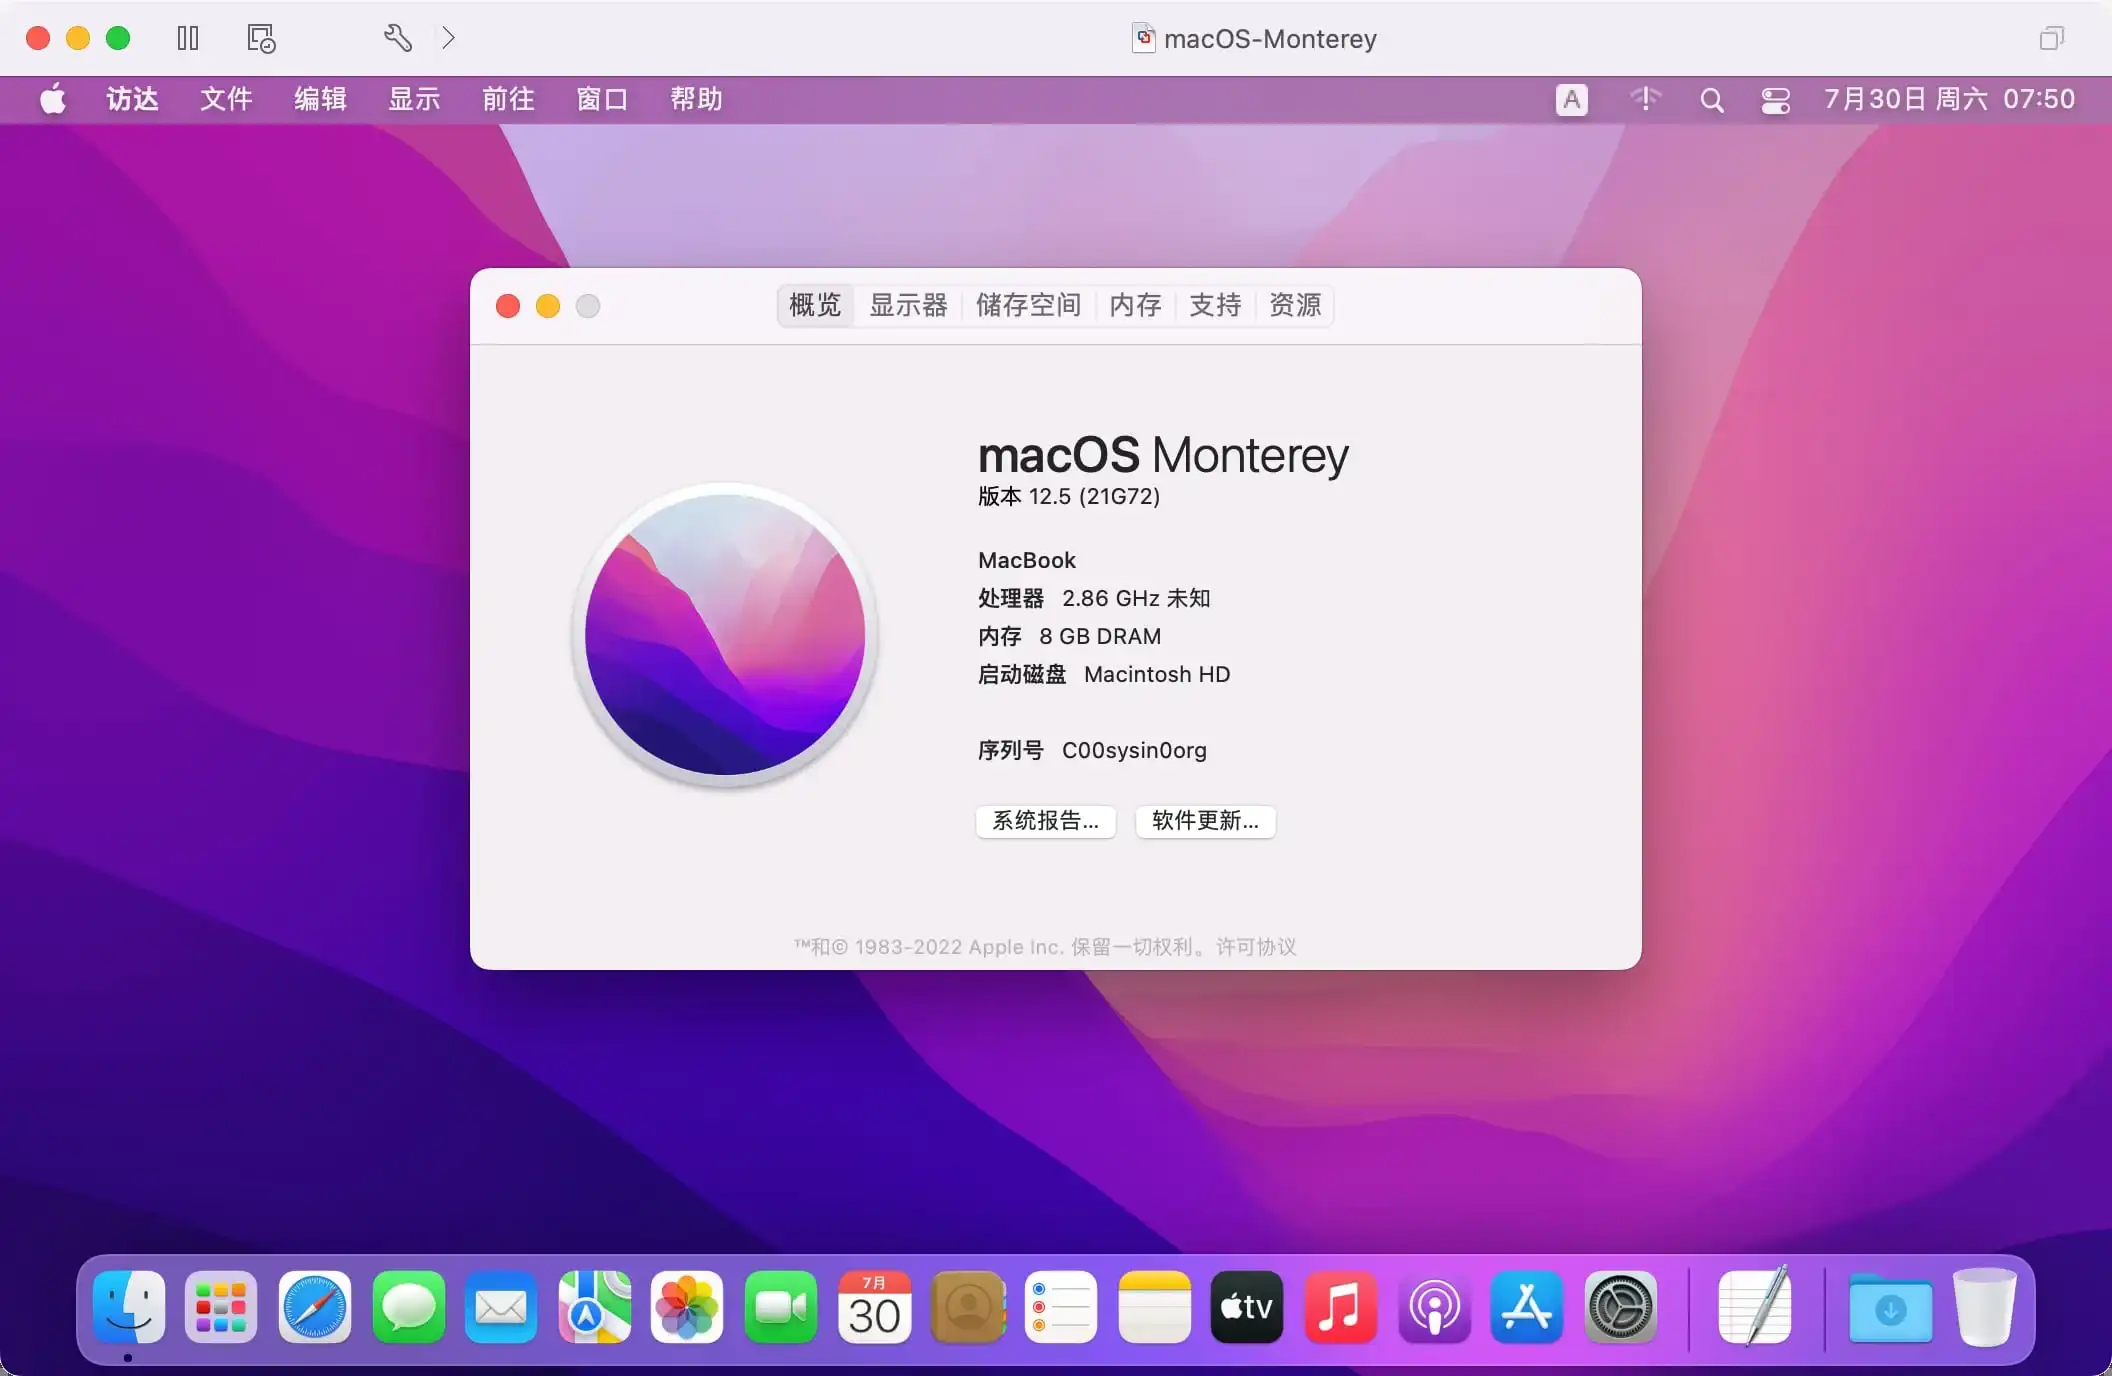 macOS-Monterey
访达 文件 编辑 显示 前往 窗口 帮助 A 7月30日 周六 07:50
概览 显示器 储存空间 内存 支持 资源
macOS Monterey
版本 12.5 (21G72)
MacBook
处理器 2.86 GHz 未知
内存 8 GB DRAM
启动磁盘 Macintosh HD
序列号 C00sysin0org
系统报告... 软件更新...
™和© 1983-2022 Apple Inc. 保留一切权利。许可协议
7月
30
tv